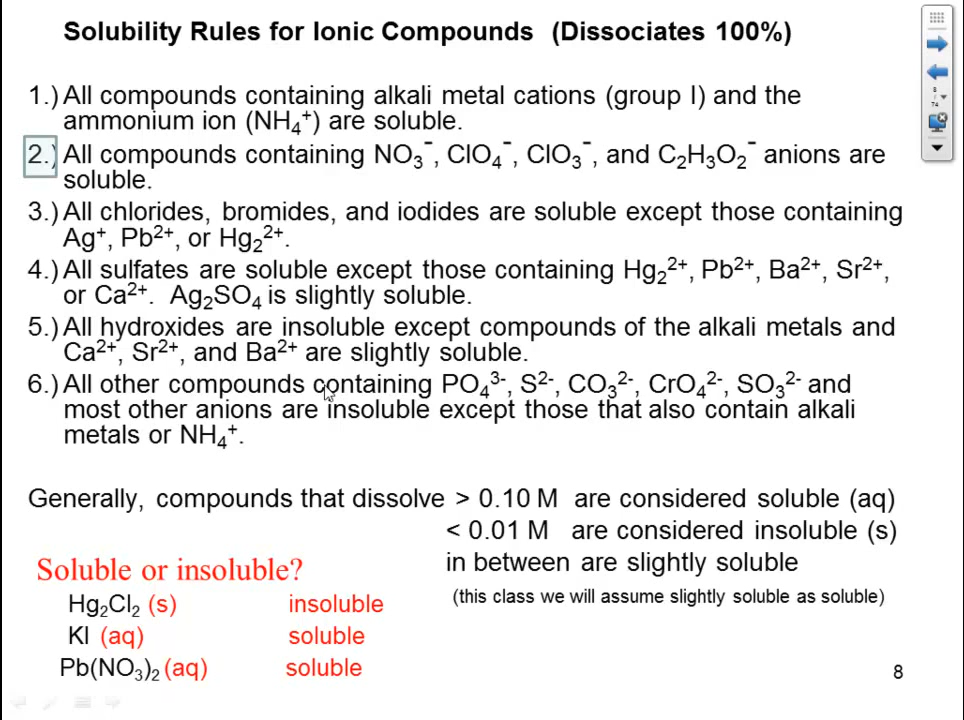 Solubility Rules for Ionic Compounds (Dissociates 100%)
1.) All compounds containing alkali metal cations (group I) and the
ammonium ion (NH₄⁺) are soluble.
2.) All compounds containing NO₃⁻, ClO₄⁻, ClO₃⁻, and C₂H₃O₂⁻ anions are
soluble.
3.) All chlorides, bromides, and iodides are soluble except those containing
Ag⁺, Pb²⁺, or Hg₂²⁺.
4.) All sulfates are soluble except those containing Hg₂²⁺, Pb²⁺, Ba²⁺, Sr²⁺,
or Ca²⁺. Ag₂SO₄ is slightly soluble.
5.) All hydroxides are insoluble except compounds of the alkali metals and
Ca²⁺, Sr²⁺, and Ba²⁺ are slightly soluble.
6.) All other compounds containing PO₄³⁻, S²⁻, CO₃²⁻, CrO₄²⁻, SO₃²⁻ and
most other anions are insoluble except those that also contain alkali
metals or NH₄⁺.
Generally, compounds that dissolve > 0.10 M are considered soluble (aq)
< 0.01 M are considered insoluble (s)
in between are slightly soluble
(this class we will assume slightly soluble as soluble)
Soluble or insoluble?
Hg₂Cl₂ (s) insoluble
KI (aq) soluble
Pb(NO₃)₂ (aq) soluble
8
8
/
74